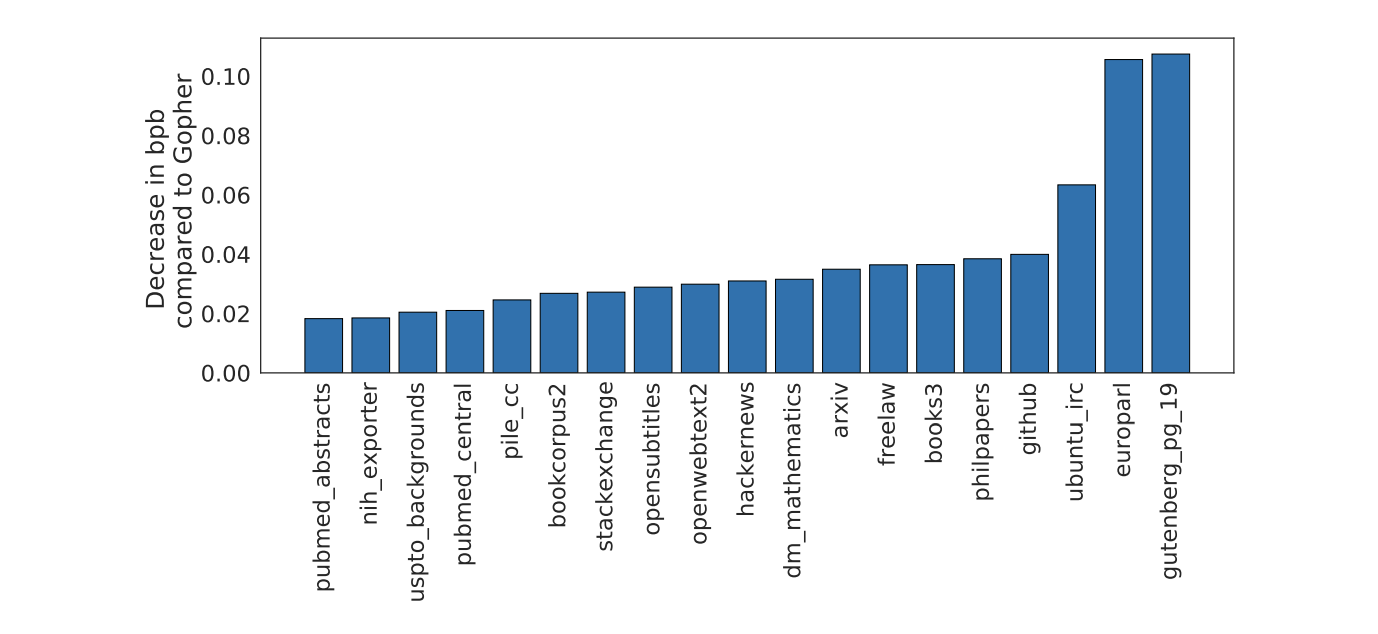 Decrease in bpb
compared to Gopher
0.10
0.08
0.06
0.04
0.02
0.00
pubmed_abstracts
nih_exporter
uspto_backgrounds
pubmed_central
pile_cc
bookcorpus2
stackexchange
opensubtitles
openwebtext2
hackernews
dm_mathematics
arxiv
freelaw
books3
philpapers
github
ubuntu_irc
europarl
gutenberg_pg_19